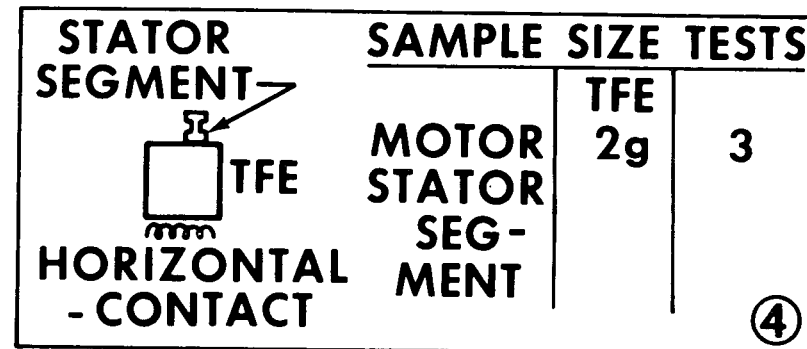 STATOR
SEGMENT
TFE
HORIZONTAL
-CONTACT
SAMPLE SIZE TESTS
TFE
MOTOR 2g 3
STATOR
SEG-
MENT
4